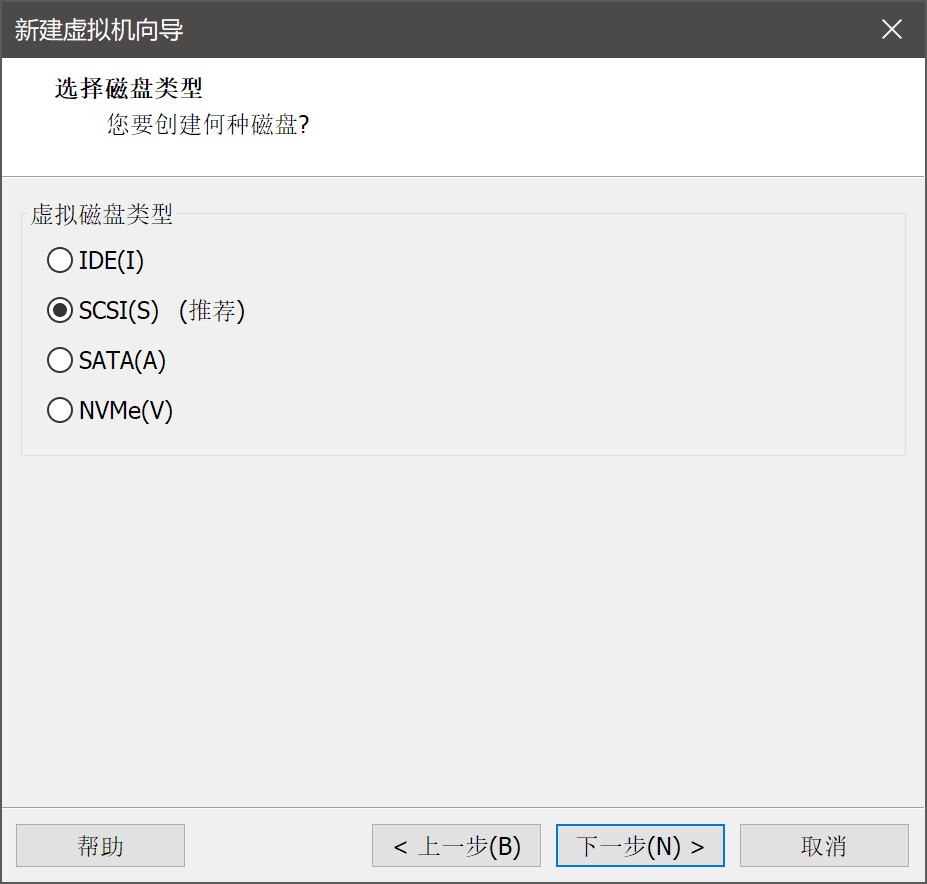 新建虚拟机向导
选择磁盘类型
您要创建何种磁盘?
虚拟磁盘类型
IDE(I)
SCSI(S) (推荐)
SATA(A)
NVMe(V)
帮助
< 上一步(B)
下一步(N) >
取消